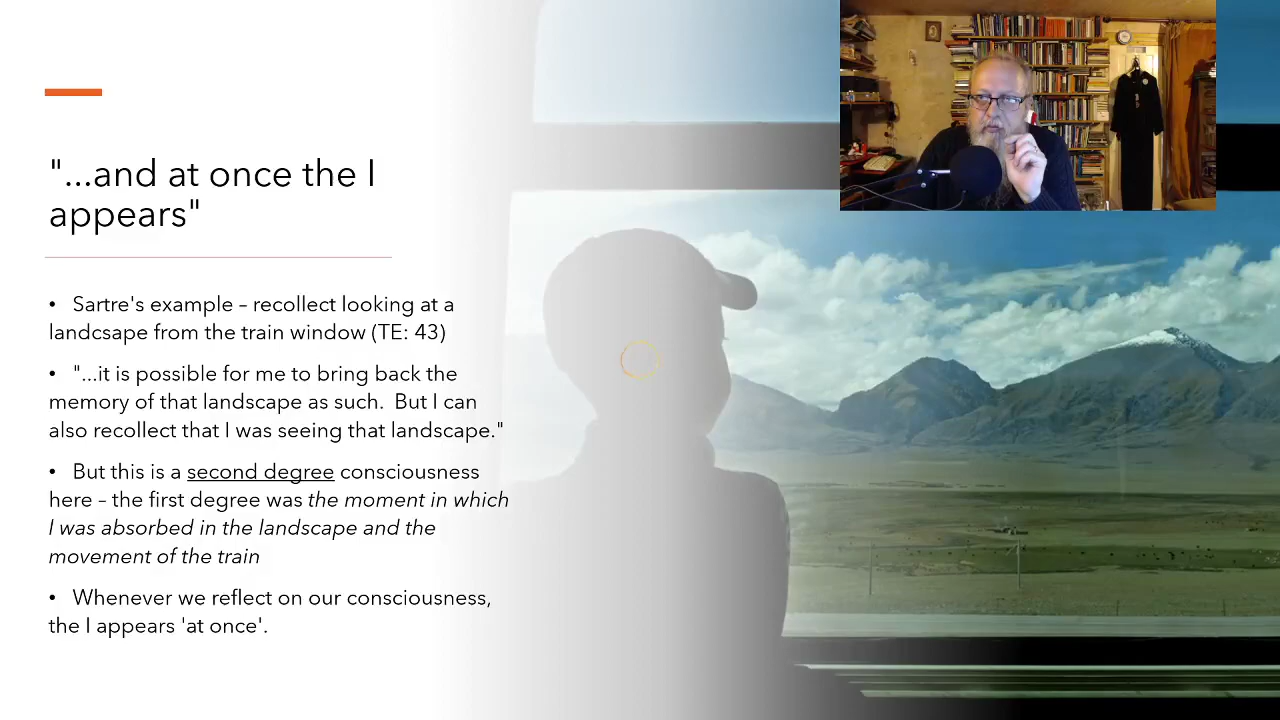 "...and at once the I
appears"
• Sartre's example – recollect looking at a
landcsape from the train window (TE: 43)
• "...it is possible for me to bring back the
memory of that landscape as such. But I can
also recollect that I was seeing that landscape."
• But this is a second degree consciousness
here – the first degree was the moment in which
I was absorbed in the landscape and the
movement of the train
• Whenever we reflect on our consciousness,
the I appears 'at once'.